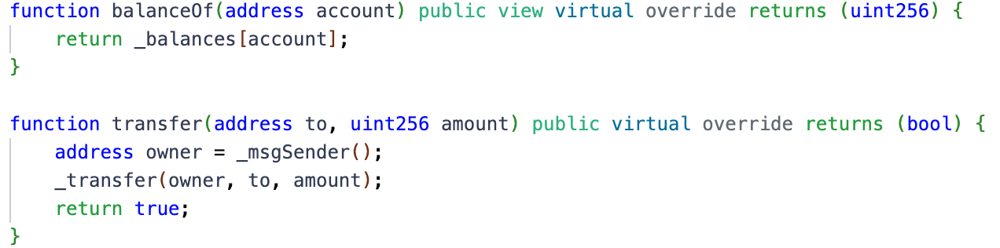 function balanceOf(address account) public view virtual override returns (uint256) {
    return _balances[account];
}

function transfer(address to, uint256 amount) public virtual override returns (bool) {
    address owner = _msgSender();
    _transfer(owner, to, amount);
    return true;
}